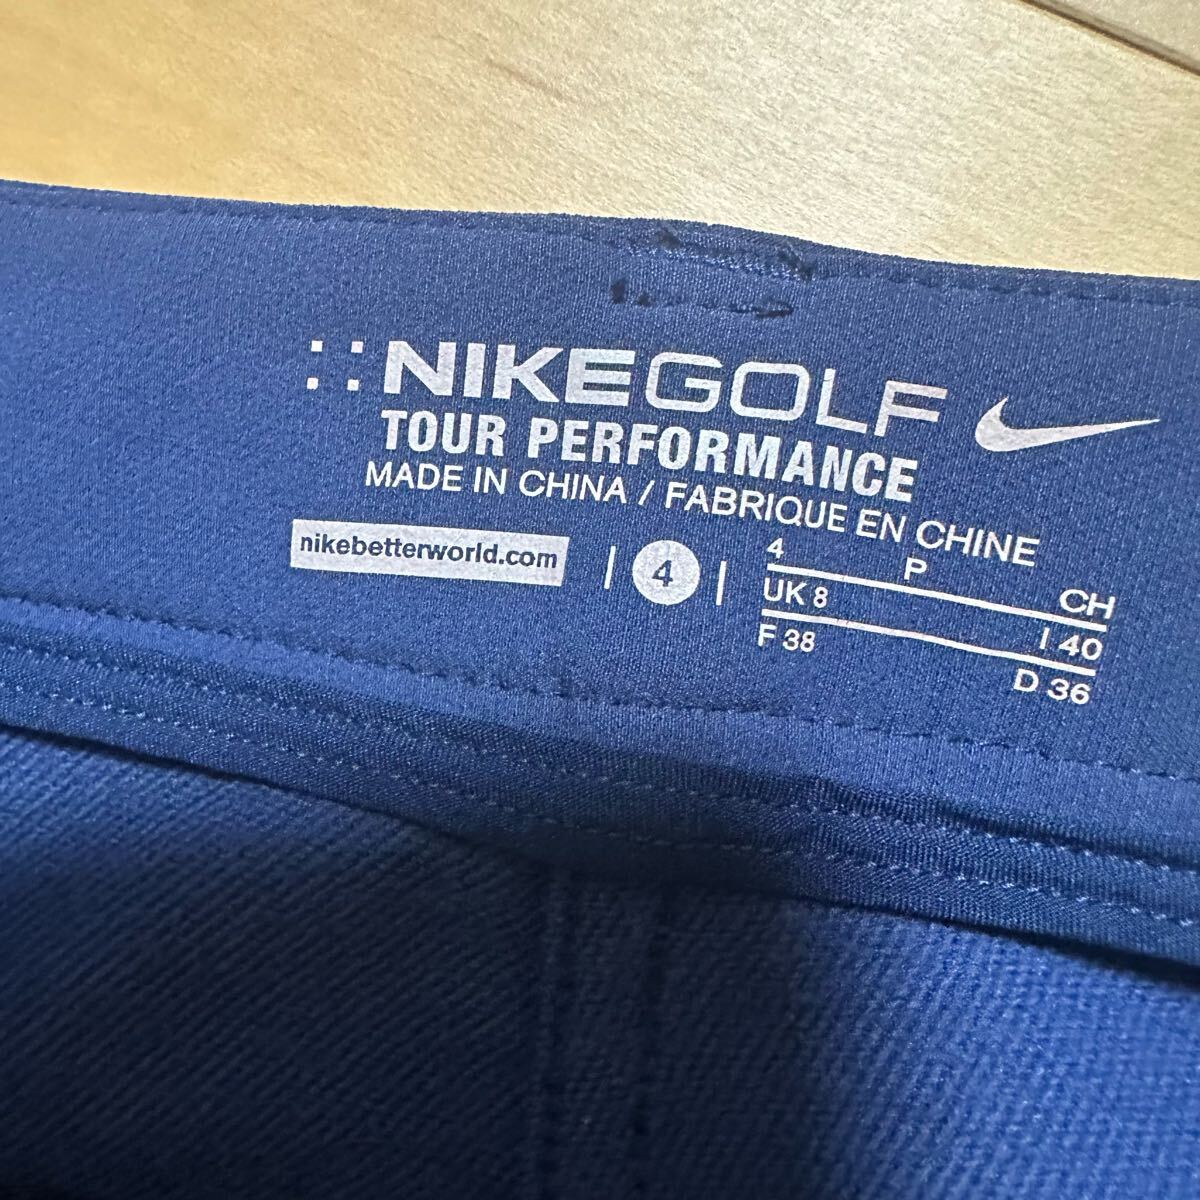 NIKEGOLF
TOUR PERFORMANCE
MADE IN CHINA / FABRIQUE EN CHINE
nikebetterworld.com | 4 |
4 P CH
UK 8 I 40
F 38 D 36